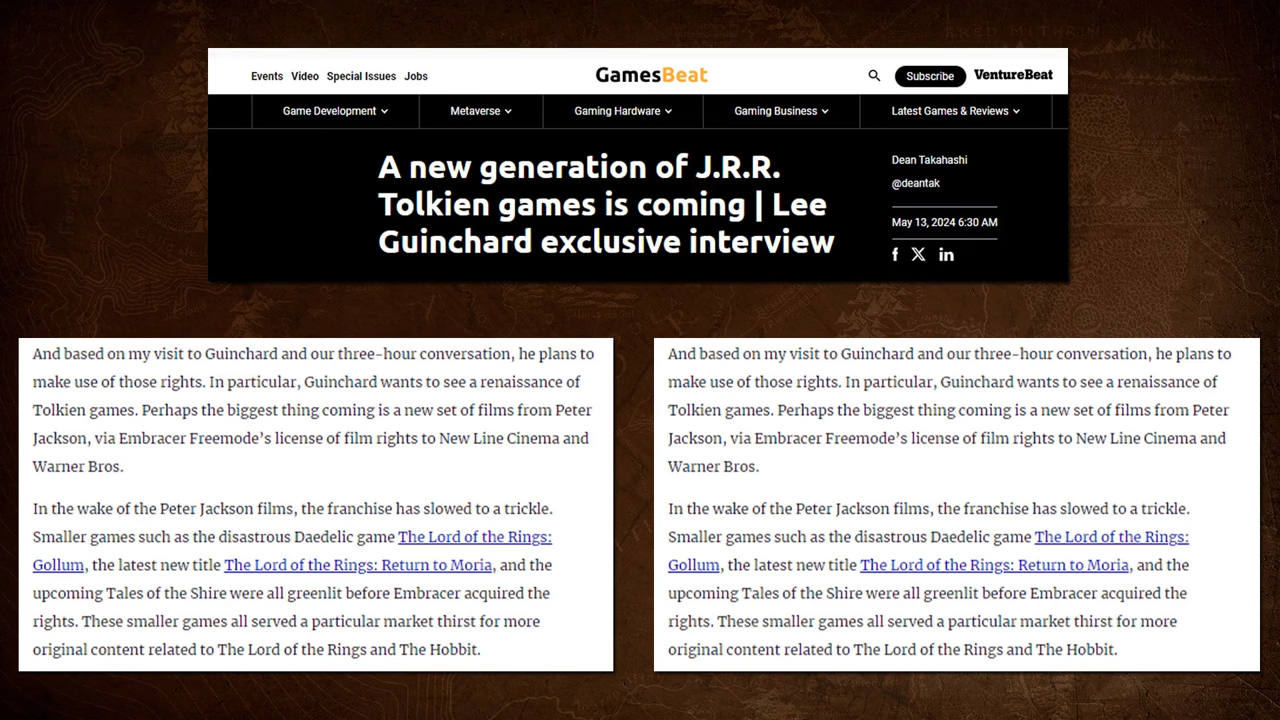 ERED MITHRIN
Events Video Special Issues Jobs
GamesBeat
Subscribe
VentureBeat
Game Development
Metaverse
Gaming Hardware
Gaming Business
Latest Games & Reviews
A new generation of J.R.R.
Tolkien games is coming | Lee
Guinchard exclusive interview
Dean Takahashi
@deantak
May 13, 2024 6:30 AM
And based on my visit to Guinchard and our three-hour conversation, he plans to
make use of those rights. In particular, Guinchard wants to see a renaissance of
Tolkien games. Perhaps the biggest thing coming is a new set of films from Peter
Jackson, via Embracer Freemode's license of film rights to New Line Cinema and
Warner Bros.
In the wake of the Peter Jackson films, the franchise has slowed to a trickle.
Smaller games such as the disastrous Daedelic game The Lord of the Rings:
Gollum, the latest new title The Lord of the Rings: Return to Moria, and the
upcoming Tales of the Shire were all greenlit before Embracer acquired the
rights. These smaller games all served a particular market thirst for more
original content related to The Lord of the Rings and The Hobbit.
And based on my visit to Guinchard and our three-hour conversation, he plans to
make use of those rights. In particular, Guinchard wants to see a renaissance of
Tolkien games. Perhaps the biggest thing coming is a new set of films from Peter
Jackson, via Embracer Freemode's license of film rights to New Line Cinema and
Warner Bros.
In the wake of the Peter Jackson films, the franchise has slowed to a trickle.
Smaller games such as the disastrous Daedelic game The Lord of the Rings:
Gollum, the latest new title The Lord of the Rings: Return to Moria, and the
upcoming Tales of the Shire were all greenlit before Embracer acquired the
rights. These smaller games all served a particular market thirst for more
original content related to The Lord of the Rings and The Hobbit.